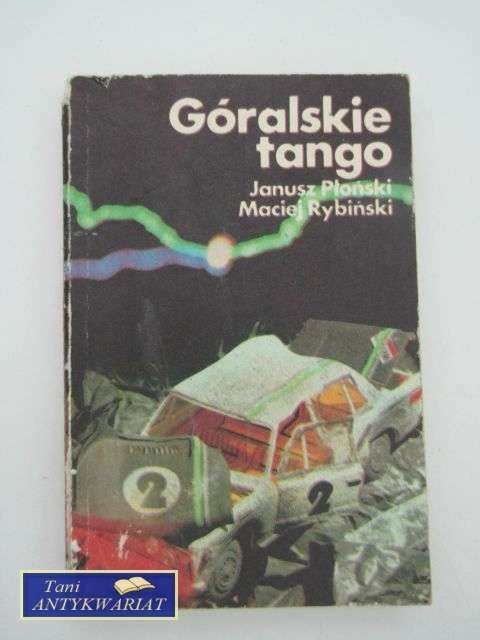 Góralskie
tango
Janusz Płoński
Maciej Rybiński
2
2
Tani
ANTYKWARIAT